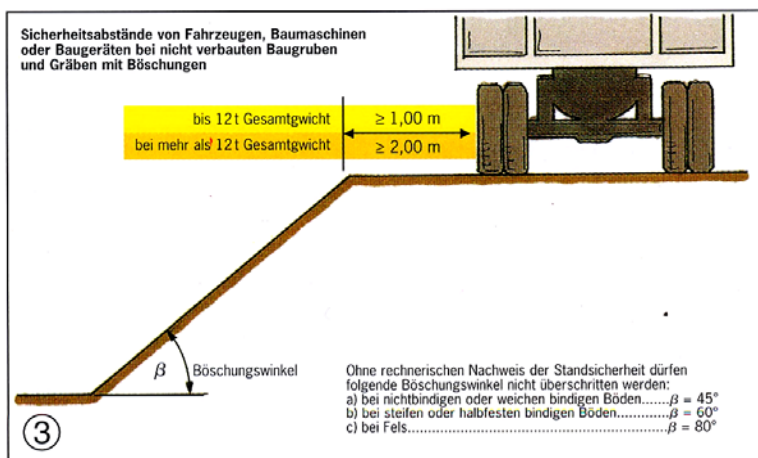 Sicherheitsabstände von Fahrzeugen, Baumaschinen
oder Baugeräten bei nicht verbauten Baugruben
und Gräben mit Böschungen
bis 12 t Gesamtgwicht ≥ 1,00 m
bei mehr als 12 t Gesamtgwicht ≥ 2,00 m
β Böschungswinkel
Ohne rechnerischen Nachweis der Standsicherheit dürfen
folgende Böschungswinkel nicht überschritten werden:
a) bei nichtbindigen oder weichen bindigen Böden......β = 45°
b) bei steifen oder halbfesten bindigen Böden.............β = 60°
c) bei Fels...................................................................β = 80°
3